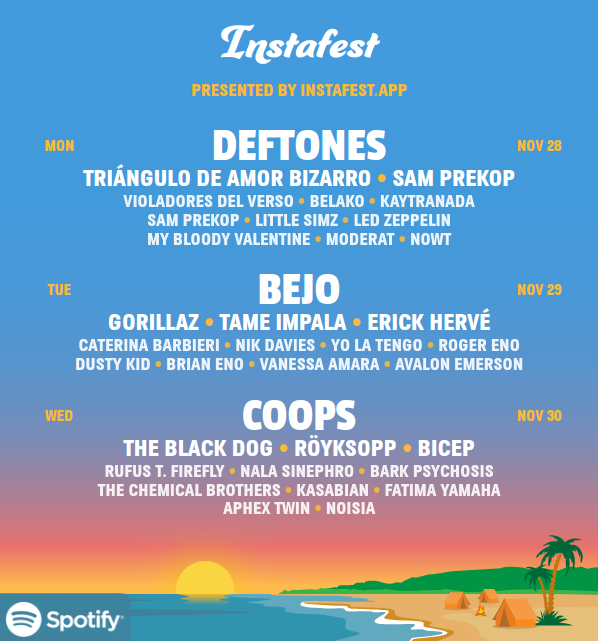 Instafest
PRESENTED BY INSTAFEST.APP
MON
DEFTONES
NOV 28
TRIÁNGULO DE AMOR BIZARRO • SAM PREKOP
VIOLADORES DEL VERSO • BELAKO • KAYTRANADA
SAM PREKOP • LITTLE SIMZ • LED ZEPPELIN
MY BLOODY VALENTINE • MODERAT • NOWT
TUE
BEJO
NOV 29
GORILLAZ • TAME IMPALA • ERICK HERVÉ
CATERINA BARBIERI • NIK DAVIES • YO LA TENGO • ROGER ENO
DUSTY KID • BRIAN ENO • VANESSA AMARA • AVALON EMERSON
WED
COOPS
NOV 30
THE BLACK DOG • RÖYKSOPP • BICEP
RUFUS T. FIREFLY • NALA SINEPHRO • BARK PSYCHOSIS
THE CHEMICAL BROTHERS • KASABIAN • FATIMA YAMAHA
APHEX TWIN • NOISIA
Spotify